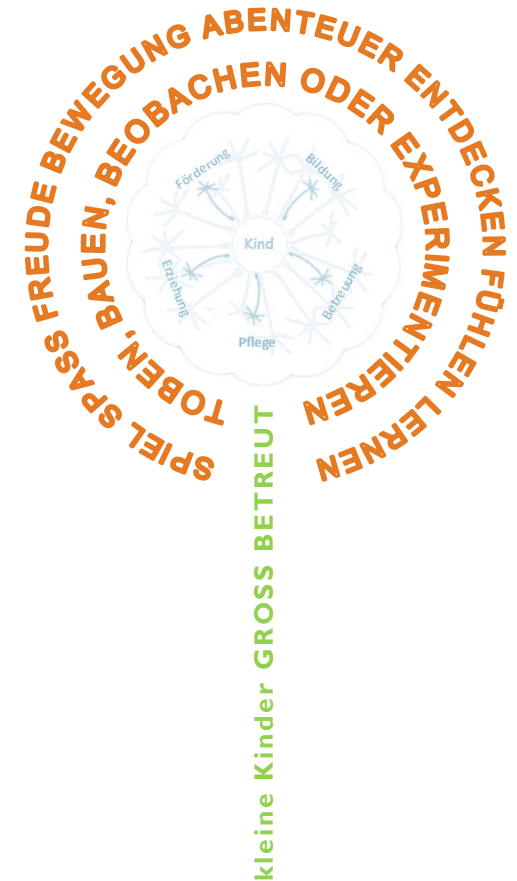 SPIEL SPASS FREUDE BEWEGUNG ABENTEUER ENTDECKEN FÜHLEN LERNEN
TOBEN, BAUEN, BEOBACHEN ODER EXPERIMENTIEREN
Förderung
Bildung
Kind
Erziehung
Betreuung
Pflege
kleine Kinder GROSS BETREUT